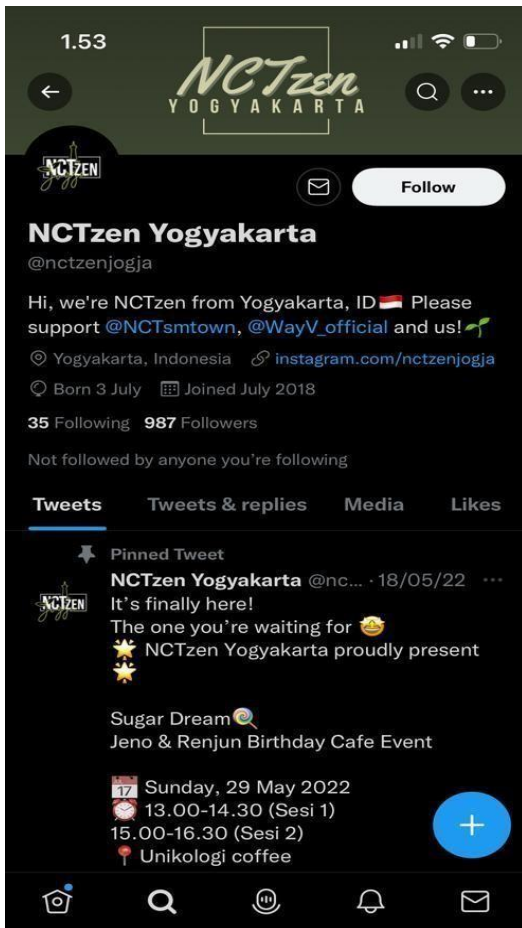 1.53
NCTzen
YOGYAKARTA
NCTZEN
Follow
NCTzen Yogyakarta
@nctzenjogja
Hi, we're NCTzen from Yogyakarta, ID🇮🇩 Please
support @NCTsmtown, @WayV_official and us!🌱
Yogyakarta, Indonesia instagram.com/nctzenjogja
Born 3 July Joined July 2018
35 Following 987 Followers
Not followed by anyone you're following
Tweets Tweets & replies Media Likes
Pinned Tweet
NCTzen Yogyakarta @nc... · 18/05/22
NCTZEN
It's finally here!
The one you're waiting for 🤩
🌟 NCTzen Yogyakarta proudly present
🌟
Sugar Dream🍭
Jeno & Renjun Birthday Cafe Event
📅 Sunday, 29 May 2022
⏰ 13.00-14.30 (Sesi 1)
15.00-16.30 (Sesi 2)
📍 Unikologi coffee